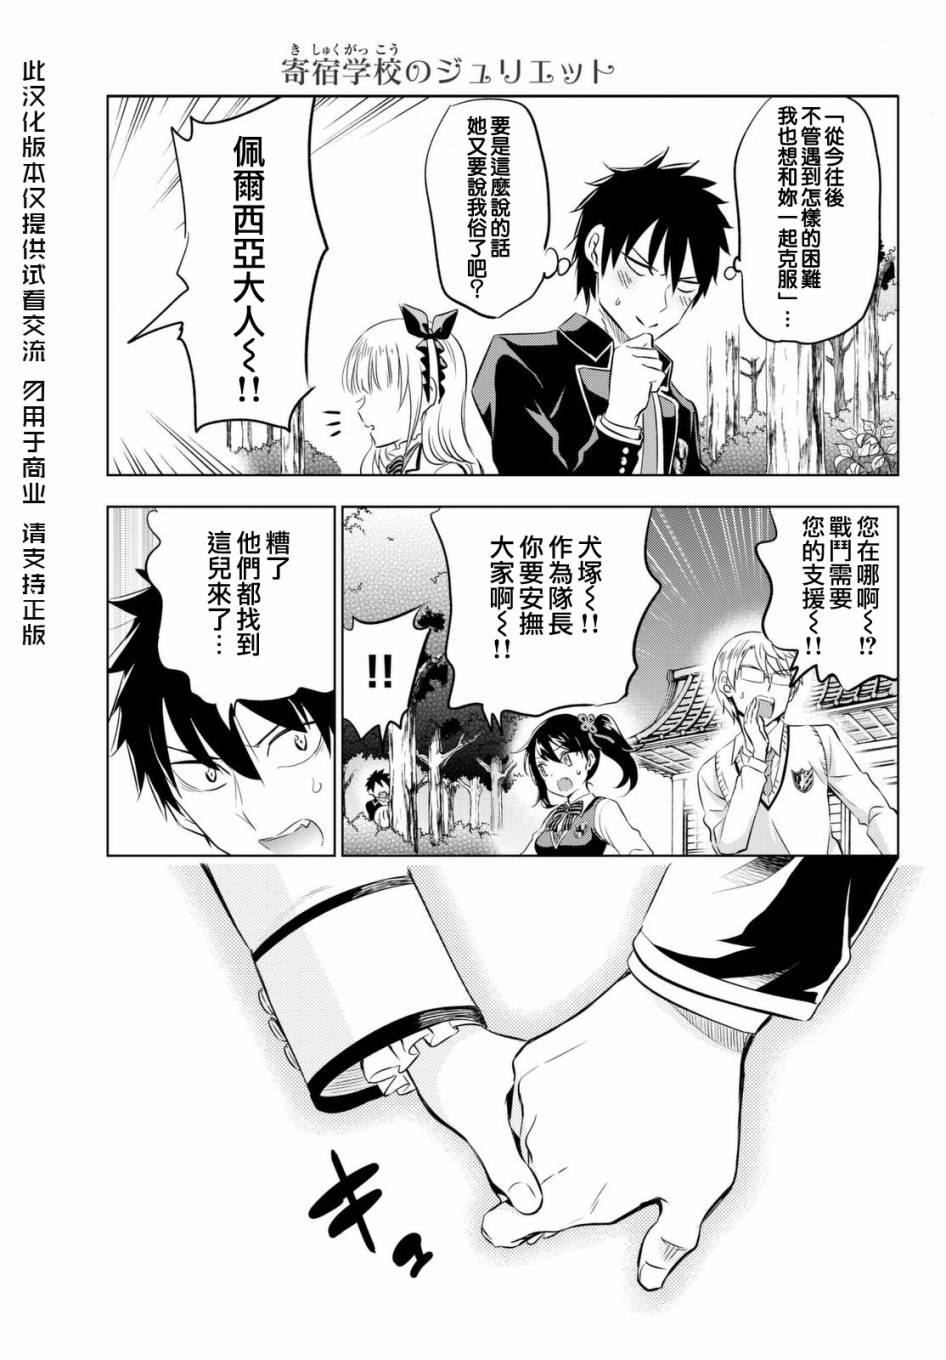 き しゅく がっ こう
寄宿学校のジュリエット
此汉化版本仅提供试看交流 勿用于商业 请支持正版
「從今往後
不管遇到怎樣的困難
我也想和妳一起克服」…
要是這麼說的話
她又要說我俗了吧？
佩爾西亞大人～!!
您在哪啊～!?
戰鬥需要
您的支援～!!
犬塚～!!
作為隊長
你要安撫
大家啊～!!
!!
糟了
他們都找到
這兒來了…
キュ